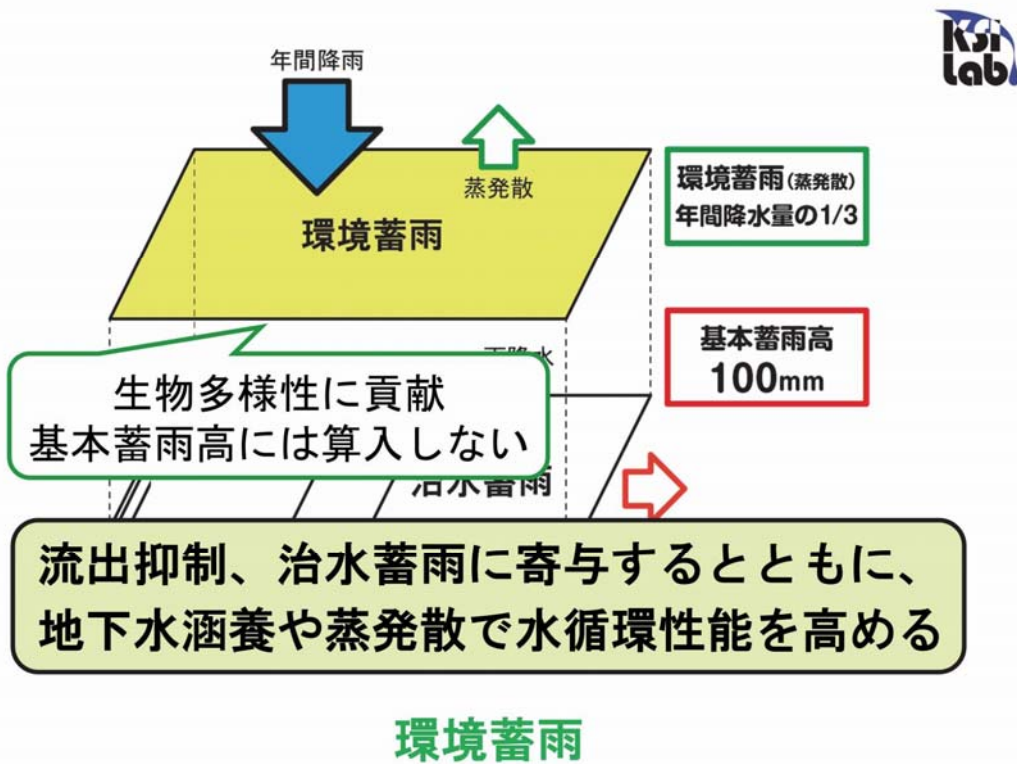 KSI
Lab
年間降雨
蒸発散
環境蓄雨
環境蓄雨(蒸発散)
年間降水量の1/3
基本蓄雨高
100mm
生物多様性に貢献
基本蓄雨高には算入しない
治水蓄雨
流出抑制、治水蓄雨に寄与するとともに、
地下水涵養や蒸発散で水循環性能を高める
環境蓄雨